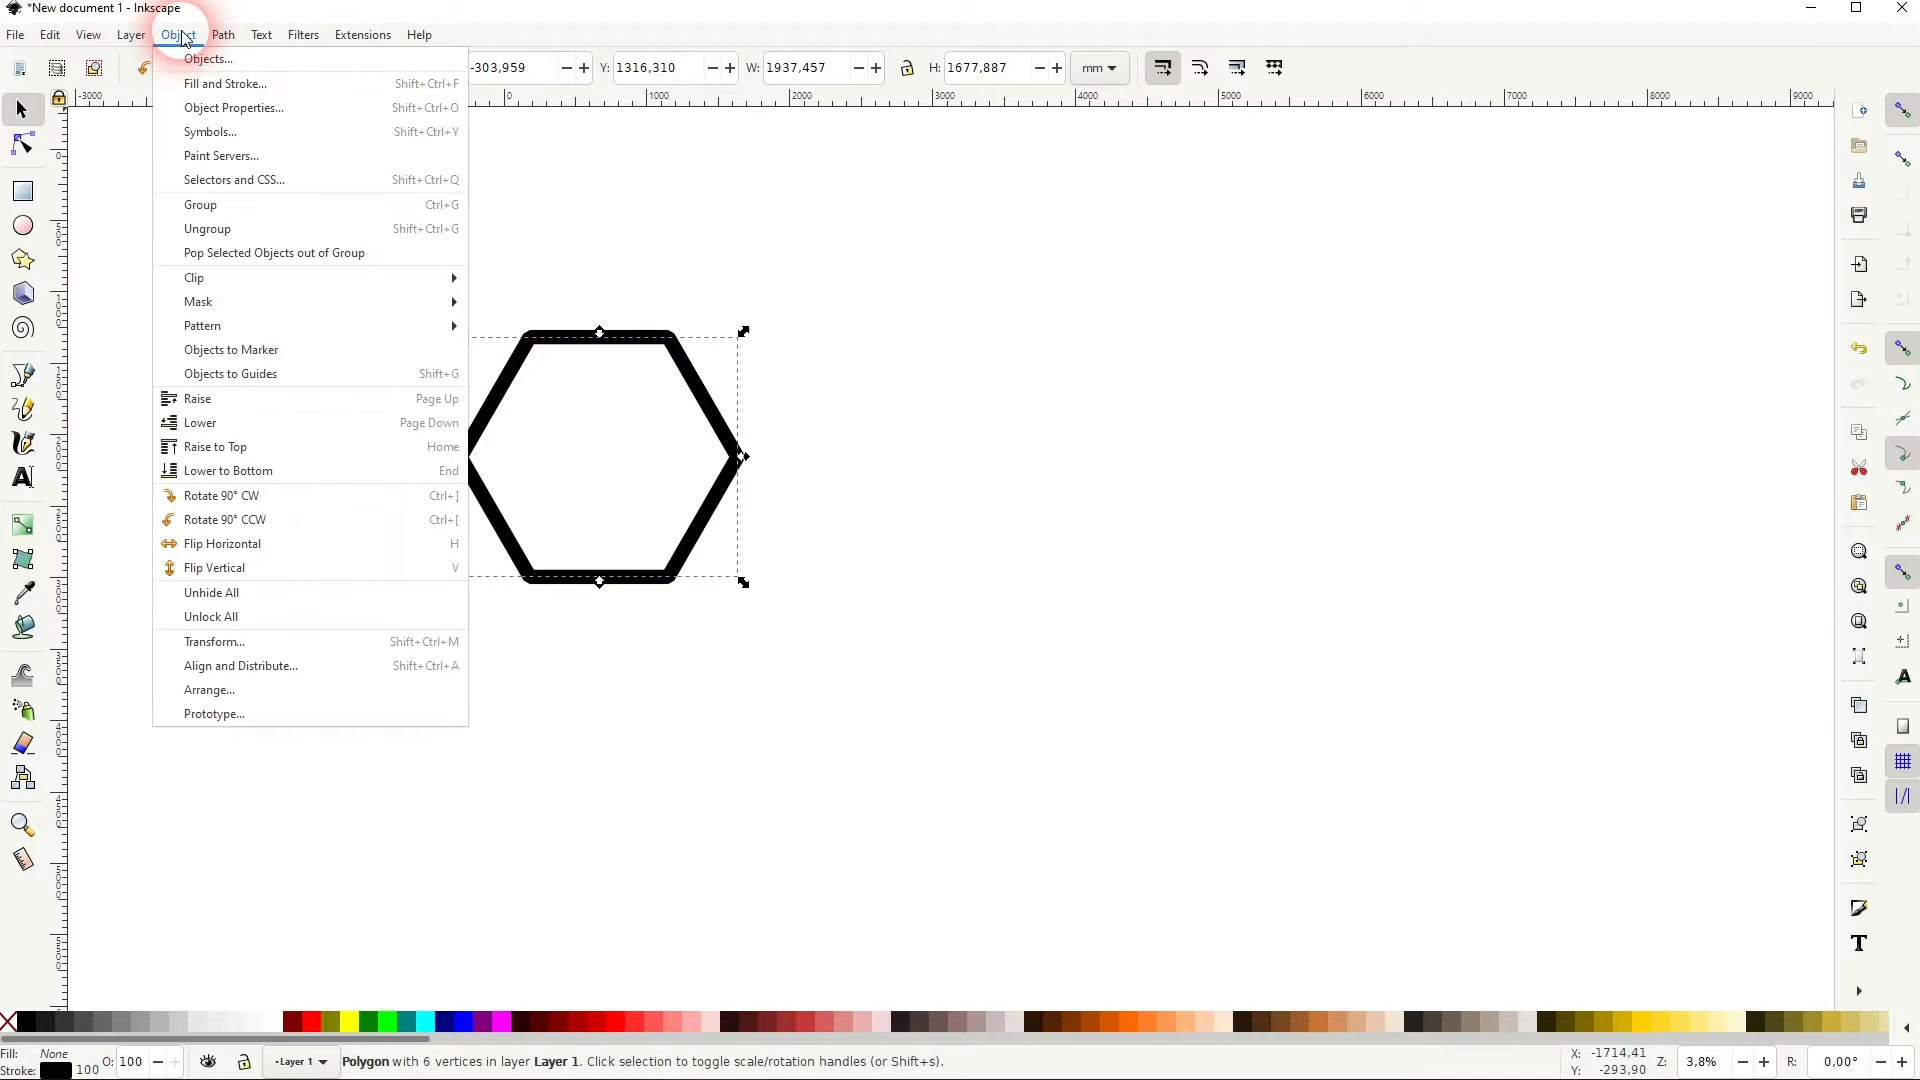 *New document 1 - Inkscape
File Edit View Layer Object Path Text Filters Extensions Help
-303,959 Y: 1316,310 W: 1937,457 H: 1677,887 mm
-3000 0 1000 2000 3000 4000 5000 6000 7000 8000 9000
Objects...
Fill and Stroke... Shift+Ctrl+F
Object Properties... Shift+Ctrl+O
Symbols... Shift+Ctrl+Y
Paint Servers...
Selectors and CSS... Shift+Ctrl+Q
Group Ctrl+G
Ungroup Shift+Ctrl+G
Pop Selected Objects out of Group
Clip
Mask
Pattern
Objects to Marker
Objects to Guides Shift+G
Raise Page Up
Lower Page Down
Raise to Top Home
Lower to Bottom End
Rotate 90° CW Ctrl+]
Rotate 90° CCW Ctrl+[
Flip Horizontal H
Flip Vertical V
Unhide All
Unlock All
Transform... Shift+Ctrl+M
Align and Distribute... Shift+Ctrl+A
Arrange...
Prototype...
Fill: None O: 100 -Layer 1 Polygon with 6 vertices in layer Layer 1. Click selection to toggle scale/rotation handles (or Shift+s). X: -1714,41 Z: 3,8% R: 0,00°
Stroke: 100 Y: -293,90